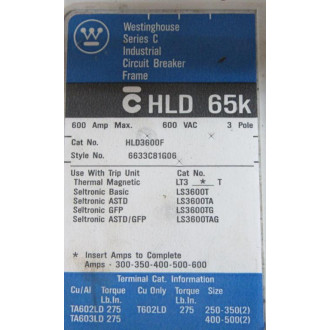 Westinghouse
Series C
Industrial
Circuit Breaker
Frame
C HLD 65k
600 Amp Max. 600 VAC 3 Pole
Cat No. HLD3600F
Style No. 6633C81G06
Use With Trip Unit Cat No.
Thermal Magnetic LT3 * T
Seltronic Basic LS3600T
Seltronic ASTD LS3600TA
Seltronic GFP LS3600TG
Seltronic ASTD/GFP LS3600TAG
* Insert Amps to Complete
Amps - 300-350-400-500-600
Terminal Cat. Information
Cu/Al Torque Cu Only Torque Size
Lb.In. Lb.In.
TA602LD 275 T602LD 275 250-350(2)
TA603LD 275 400-500(2)